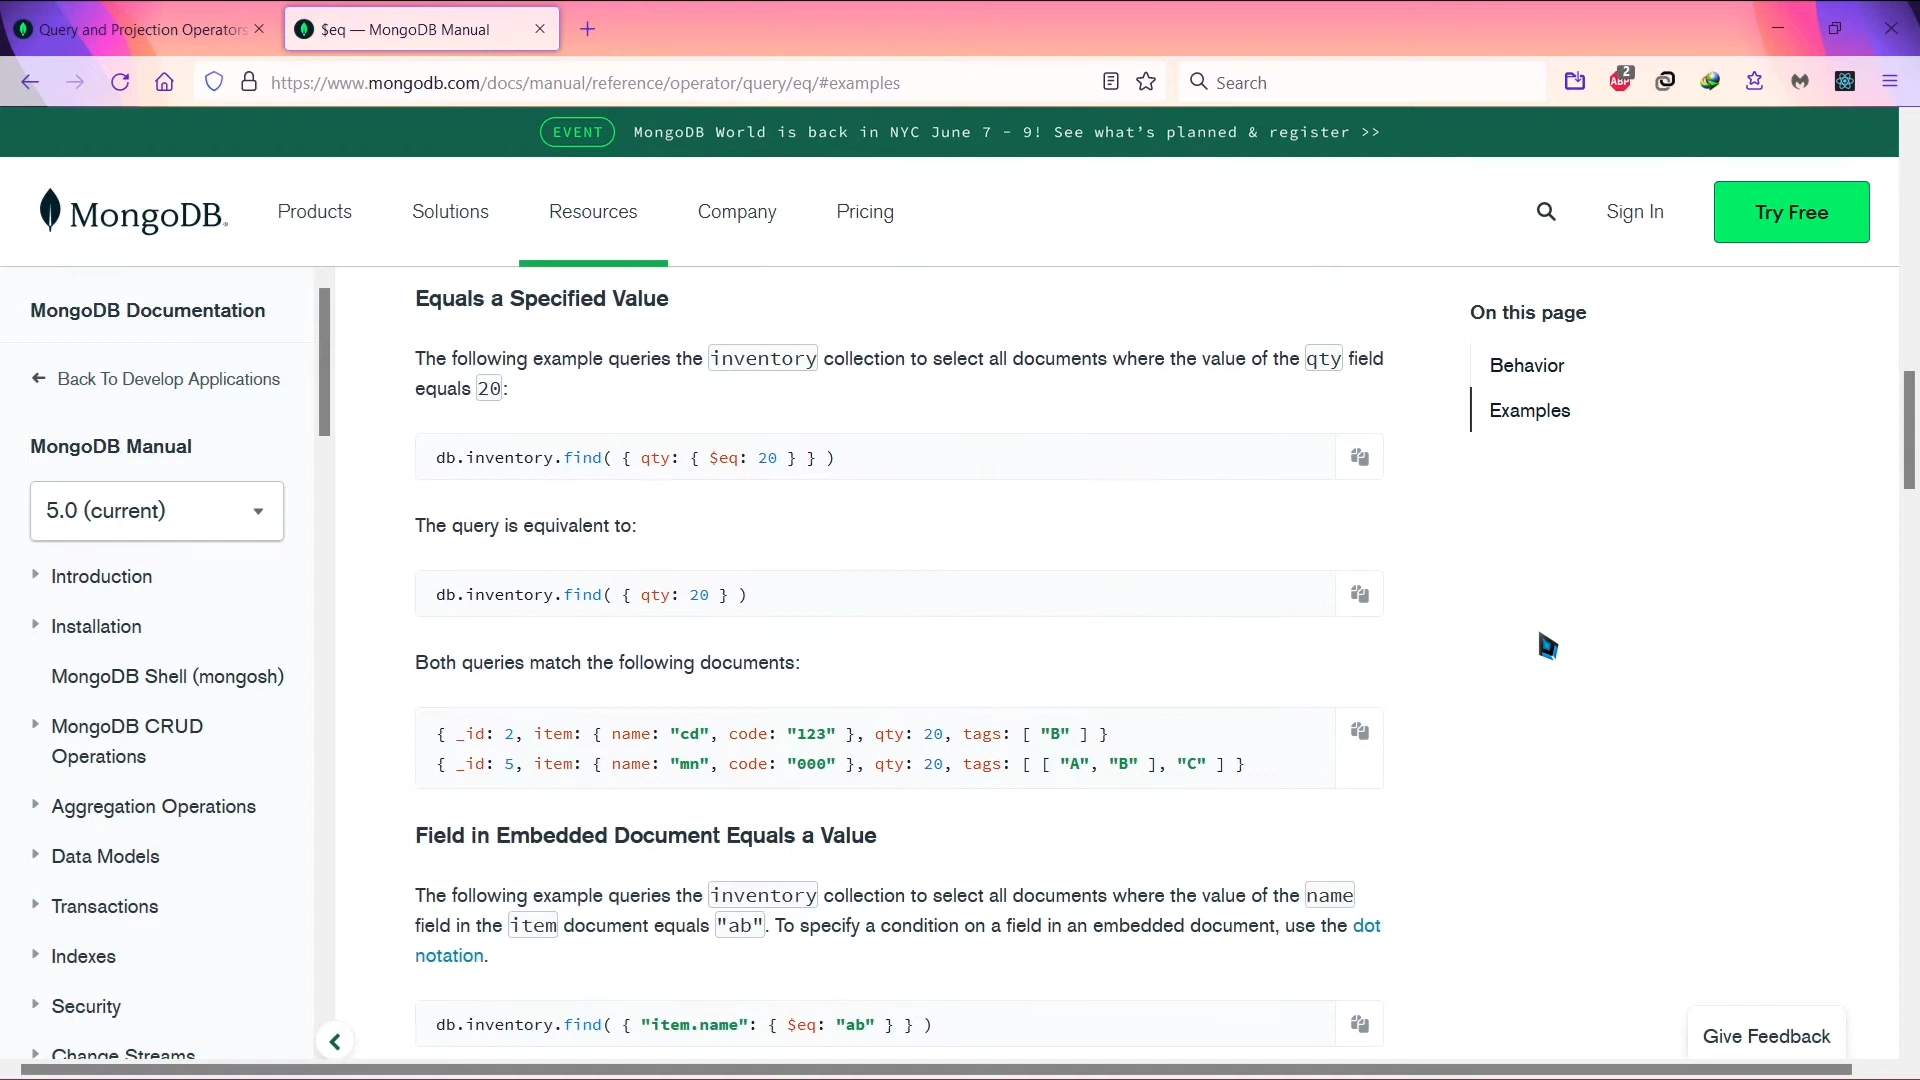 Query and Projection Operators
$eq — MongoDB Manual
https://www.mongodb.com/docs/manual/reference/operator/query/eq/#examples
Search
ABP
2
EVENT
MongoDB World is back in NYC June 7 - 9! See what’s planned & register >>
MongoDB.
Products
Solutions
Resources
Company
Pricing
Sign In
Try Free
MongoDB Documentation
Back To Develop Applications
MongoDB Manual
5.0 (current)
Introduction
Installation
MongoDB Shell (mongosh)
MongoDB CRUD
Operations
Aggregation Operations
Data Models
Transactions
Indexes
Security
Change Streams
Equals a Specified Value
The following example queries the inventory collection to select all documents where the value of the qty field
equals 20:
db.inventory.find( { qty: { $eq: 20 } } )
The query is equivalent to:
db.inventory.find( { qty: 20 } )
Both queries match the following documents:
{ _id: 2, item: { name: "cd", code: "123" }, qty: 20, tags: [ "B" ] }
{ _id: 5, item: { name: "mn", code: "000" }, qty: 20, tags: [ [ "A", "B" ], "C" ] }
Field in Embedded Document Equals a Value
The following example queries the inventory collection to select all documents where the value of the name
field in the item document equals "ab". To specify a condition on a field in an embedded document, use the dot
notation.
db.inventory.find( { "item.name": { $eq: "ab" } } )
On this page
Behavior
Examples
Give Feedback